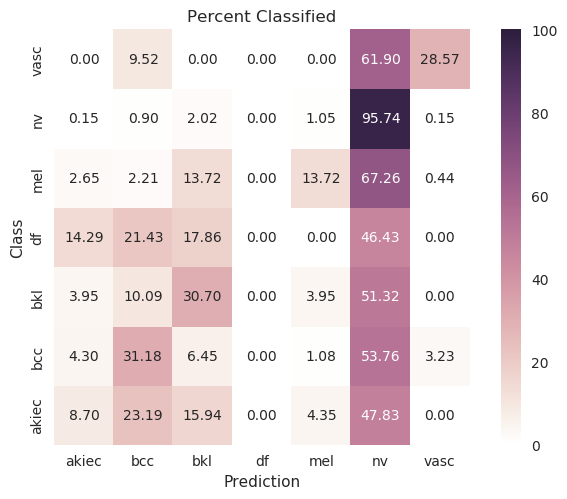 Percent Classified
vasc 0.00 9.52 0.00 0.00 0.00 61.90 28.57
nv 0.15 0.90 2.02 0.00 1.05 95.74 0.15
mel 2.65 2.21 13.72 0.00 13.72 67.26 0.44
df 14.29 21.43 17.86 0.00 0.00 46.43 0.00
bkl 3.95 10.09 30.70 0.00 3.95 51.32 0.00
bcc 4.30 31.18 6.45 0.00 1.08 53.76 3.23
akiec 8.70 23.19 15.94 0.00 4.35 47.83 0.00
akiec bcc bkl df mel nv vasc
Prediction
Class
100
80
60
40
20
0